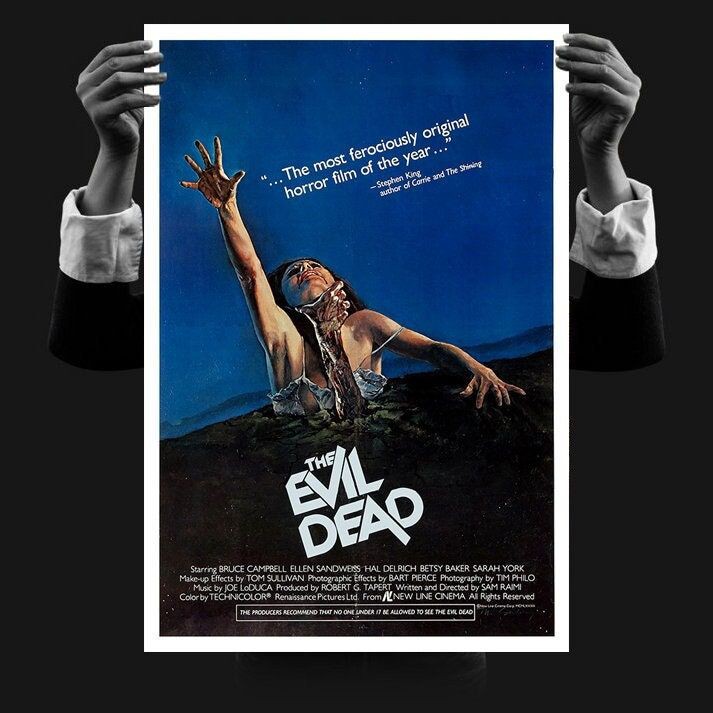 “...The most ferociously original
horror film of the year...”
—Stephen King
author of Carrie and The Shining
THE
EVIL
DEAD
Starring BRUCE CAMPBELL ELLEN SANDWEISS HAL DELRICH BETSY BAKER SARAH YORK
Make-up Effects by TOM SULLIVAN Photographic Effects by BART PIERCE Photography by TIM PHILO
Music by JOE LoDUCA Produced by ROBERT G. TAPERT Written and Directed by SAM RAIMI
Color by TECHNICOLOR® Renaissance Pictures Ltd. From NEW LINE CINEMA All Rights Reserved
©New Line Cinema Corp.
THE PRODUCERS RECOMMEND THAT NO ONE UNDER 17 BE ALLOWED TO SEE THE EVIL DEAD